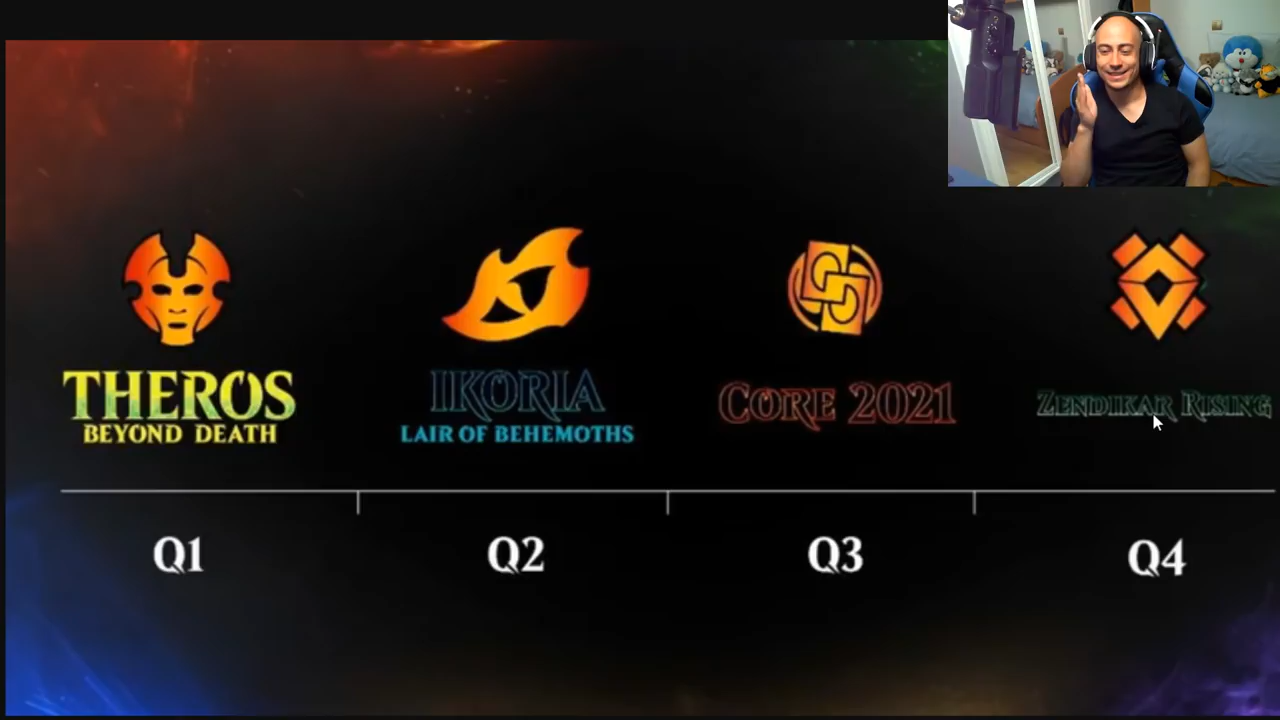 THEROS
BEYOND DEATH
IKORIA
LAIR OF BEHEMOTHS
CORE 2021
ZENDIKAR RISING
Q1
Q2
Q3
Q4